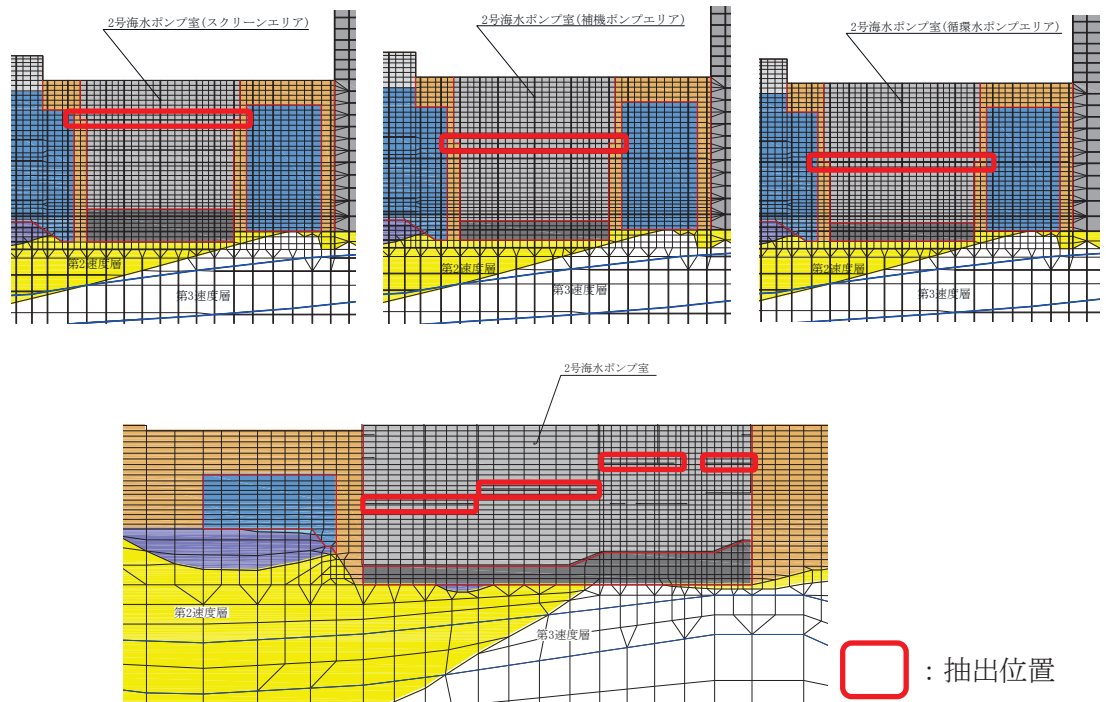 2号海水ポンプ室(スクリーンエリア)
2号海水ポンプ室(補機ポンプエリア)
2号海水ポンプ室(循環水ポンプエリア)
第2速度層
第3速度層
第2速度層
第3速度層
第2速度層
第3速度層
2号海水ポンプ室
第2速度層
第3速度層
：抽出位置